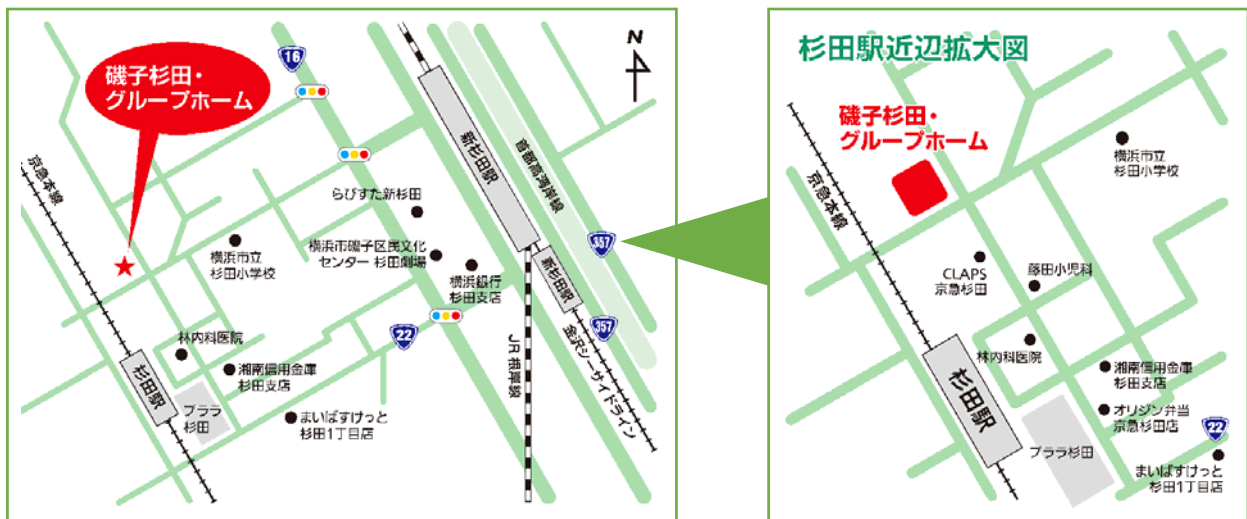 磯子杉田・
グループホーム
16
N
京急本線
新杉田駅
首都高湾岸線
らびすた新杉田
357
横浜市立
杉田小学校
横浜市磯子区民文化
センター 杉田劇場
横浜銀行
杉田支店
新杉田駅
22
357
林内科医院
湘南信用金庫
杉田支店
杉田駅
プララ
杉田
まいばすけっと
杉田1丁目店
JR根岸線
金沢シーサイドライン
杉田駅近辺拡大図
磯子杉田・
グループホーム
京急本線
横浜市立
杉田小学校
CLAPS
京急杉田
藤田小児科
林内科医院
杉田駅
湘南信用金庫
杉田支店
オリジン弁当
京急杉田店
22
プララ杉田
まいばすけっと
杉田1丁目店